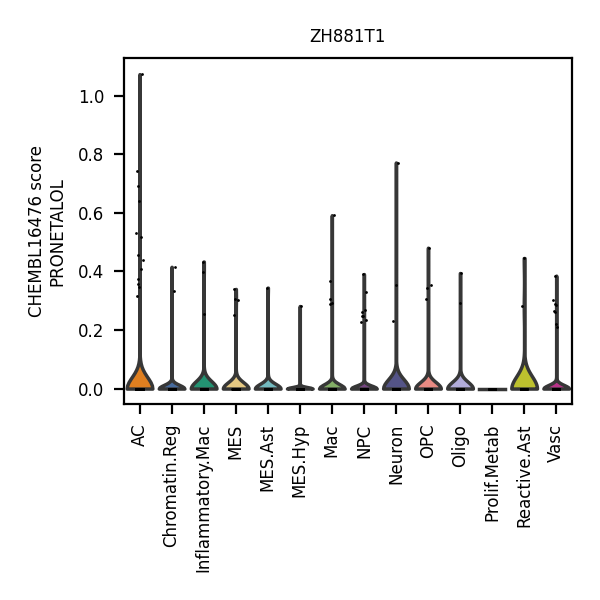 ZH881T1
CHEMBL16476 score
PRONETALOL
1.0
0.8
0.6
0.4
0.2
0.0
AC
Chromatin.Reg
Inflammatory.Mac
MES
MES.Ast
MES.Hyp
Mac
NPC
Neuron
OPC
Oligo
Prolif.Metab
Reactive.Ast
Vasc